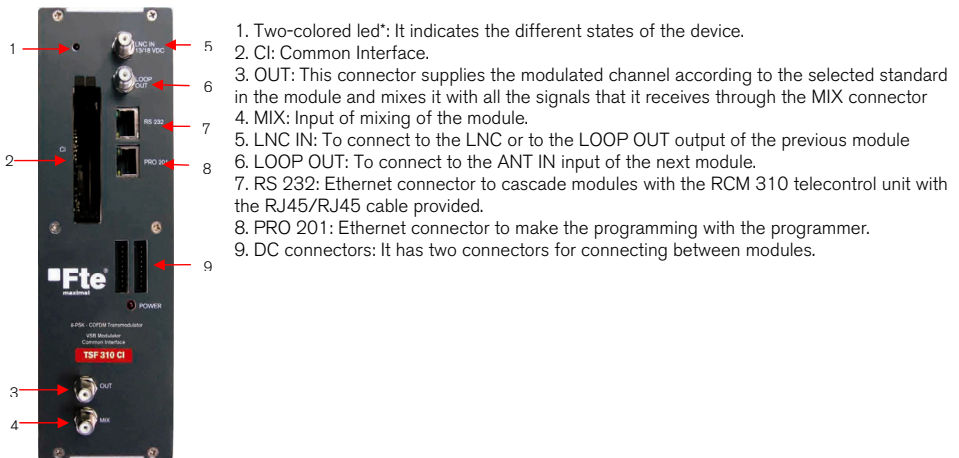 1
2
3
4
5
6
7
8
9
LNC IN
13/18 VDC
LOOP
OUT
RS 232
CI
PRO 201
Fte
maximal
POWER
8-PSK - COFDM Transmodulator
VSB Modulator
Common Interface
TSF 310 CI
OUT
MIX
1. Two-colored led*: It indicates the different states of the device.
2. CI: Common Interface.
3. OUT: This connector supplies the modulated channel according to the selected standard
in the module and mixes it with all the signals that it receives through the MIX connector
4. MIX: Input of mixing of the module.
5. LNC IN: To connect to the LNC or to the LOOP OUT output of the previous module
6. LOOP OUT: To connect to the ANT IN input of the next module.
7. RS 232: Ethernet connector to cascade modules with the RCM 310 telecontrol unit with
the RJ45/RJ45 cable provided.
8. PRO 201: Ethernet connector to make the programming with the programmer.
9. DC connectors: It has two connectors for connecting between modules.